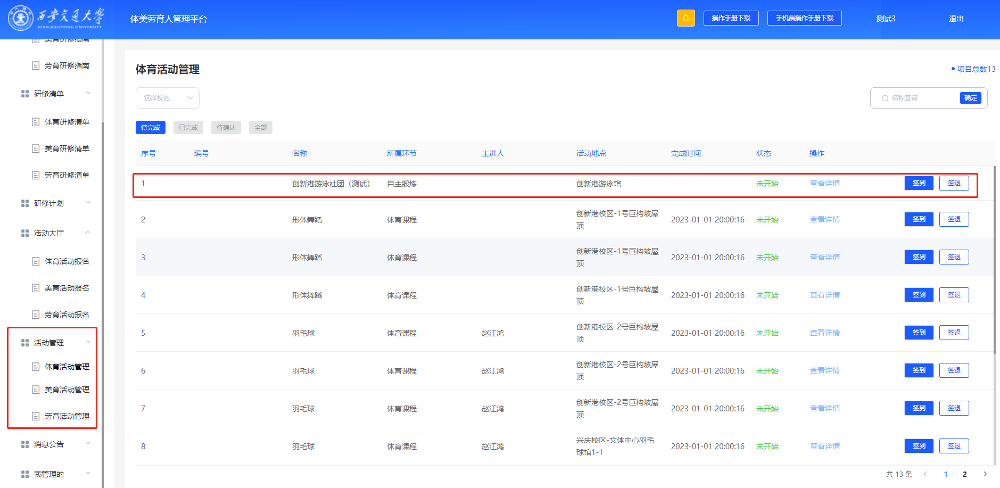 西安交通大学
XI'AN JIAOTONG UNIVERSITY
体美劳育人管理平台
操作手册下载
手机端操作手册下载
测试3
退出
美育研修指南
劳育研修指南
研修清单
体育研修清单
美育研修清单
劳育研修清单
研修计划
活动大厅
体育活动报名
美育活动报名
劳育活动报名
活动管理
体育活动管理
美育活动管理
劳育活动管理
消息公告
我管理的
体育活动管理
项目总数13
选择校区
名称查询
确定
待完成 已完成 待确认 全部
序号 编号 名称 所属环节 主讲人 活动地点 完成时间 状态 操作
1 创新港游泳社团（测试） 自主锻炼 创新港游泳馆 未开始 查看详情 签到 签退
2 形体舞蹈 体育课程 创新港校区-1号巨构坡屋 2023-01-01 20:00:16 未开始 查看详情 签到 签退
顶
3 形体舞蹈 体育课程 创新港校区-1号巨构坡屋 2023-01-01 20:00:16 未开始 查看详情 签到 签退
顶
4 形体舞蹈 体育课程 创新港校区-1号巨构坡屋 2023-01-01 20:00:16 未开始 查看详情 签到 签退
顶
5 羽毛球 体育课程 赵江鸿 创新港校区-2号巨构坡屋 2023-01-01 20:00:16 未开始 查看详情 签到 签退
顶
6 羽毛球 体育课程 赵江鸿 创新港校区-2号巨构坡屋 2023-01-01 20:00:16 未开始 查看详情 签到 签退
顶
7 羽毛球 体育课程 赵江鸿 创新港校区-2号巨构坡屋 2023-01-01 20:00:16 未开始 查看详情 签到 签退
顶
8 羽毛球 体育课程 赵江鸿 兴庆校区-文体中心羽毛 2023-01-01 20:00:16 未开始 查看详情 签到 签退
球馆1-1
共 13 条 1 2